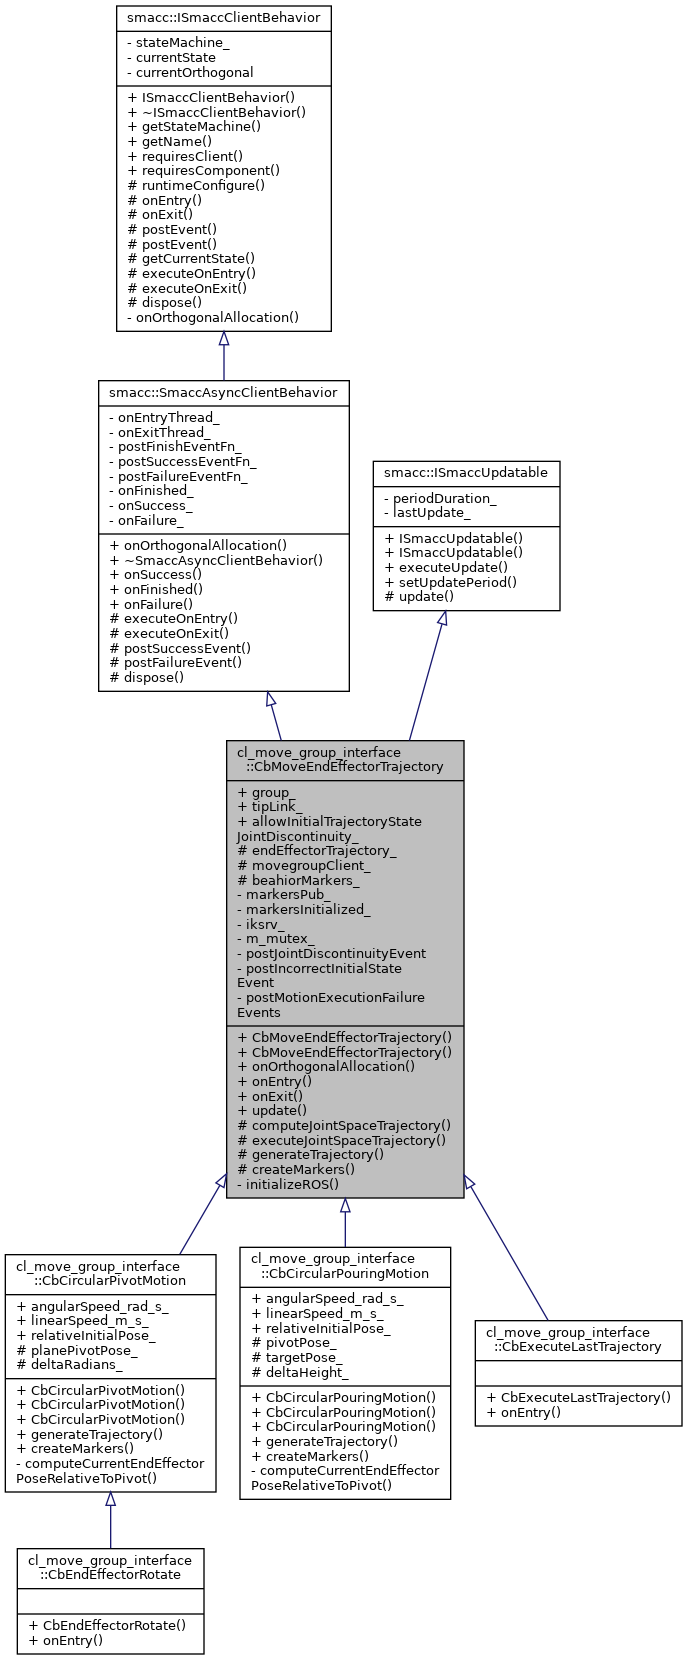 smacc::ISmaccClientBehavior
- stateMachine_
- currentState
- currentOrthogonal
+ ISmaccClientBehavior()
+ ~ISmaccClientBehavior()
+ getStateMachine()
+ getName()
+ requiresClient()
+ requiresComponent()
# runtimeConfigure()
# onEntry()
# onExit()
# postEvent()
# postEvent()
# getCurrentState()
# executeOnEntry()
# executeOnExit()
# dispose()
- onOrthogonalAllocation()
smacc::SmaccAsyncClientBehavior
- onEntryThread_
- onExitThread_
- postFinishEventFn_
- postSuccessEventFn_
- postFailureEventFn_
- onFinished_
- onSuccess_
- onFailure_
+ onOrthogonalAllocation()
+ ~SmaccAsyncClientBehavior()
+ onSuccess()
+ onFinished()
+ onFailure()
# executeOnEntry()
# executeOnExit()
# postSuccessEvent()
# postFailureEvent()
# dispose()
smacc::ISmaccUpdatable
- periodDuration_
- lastUpdate_
+ ISmaccUpdatable()
+ ISmaccUpdatable()
+ executeUpdate()
+ setUpdatePeriod()
# update()
cl_move_group_interface
::CbMoveEndEffectorTrajectory
+ group_
+ tipLink_
+ allowInitialTrajectoryState
JointDiscontinuity_
# endEffectorTrajectory_
# movegroupClient_
# beahiorMarkers_
- markersPub_
- markersInitialized_
- iksrv_
- m_mutex_
- postJointDiscontinuityEvent
- postIncorrectInitialState
Event
- postMotionExecutionFailure
Events
+ CbMoveEndEffectorTrajectory()
+ CbMoveEndEffectorTrajectory()
+ onOrthogonalAllocation()
+ onEntry()
+ onExit()
+ update()
# computeJointSpaceTrajectory()
# executeJointSpaceTrajectory()
# generateTrajectory()
# createMarkers()
- initializeROS()
cl_move_group_interface
::CbCircularPivotMotion
+ angularSpeed_rad_s_
+ linearSpeed_m_s_
+ relativeInitialPose_
# planePivotPose_
# deltaRadians_
+ CbCircularPivotMotion()
+ CbCircularPivotMotion()
+ CbCircularPivotMotion()
+ generateTrajectory()
+ createMarkers()
- computeCurrentEndEffector
PoseRelativeToPivot()
cl_move_group_interface
::CbCircularPouringMotion
+ angularSpeed_rad_s_
+ linearSpeed_m_s_
+ relativeInitialPose_
# pivotPose_
# targetPose_
# deltaHeight_
+ CbCircularPouringMotion()
+ CbCircularPouringMotion()
+ CbCircularPouringMotion()
+ generateTrajectory()
+ createMarkers()
- computeCurrentEndEffector
PoseRelativeToPivot()
cl_move_group_interface
::CbExecuteLastTrajectory
+ CbExecuteLastTrajectory()
+ onEntry()
cl_move_group_interface
::CbEndEffectorRotate
+ CbEndEffectorRotate()
+ onEntry()